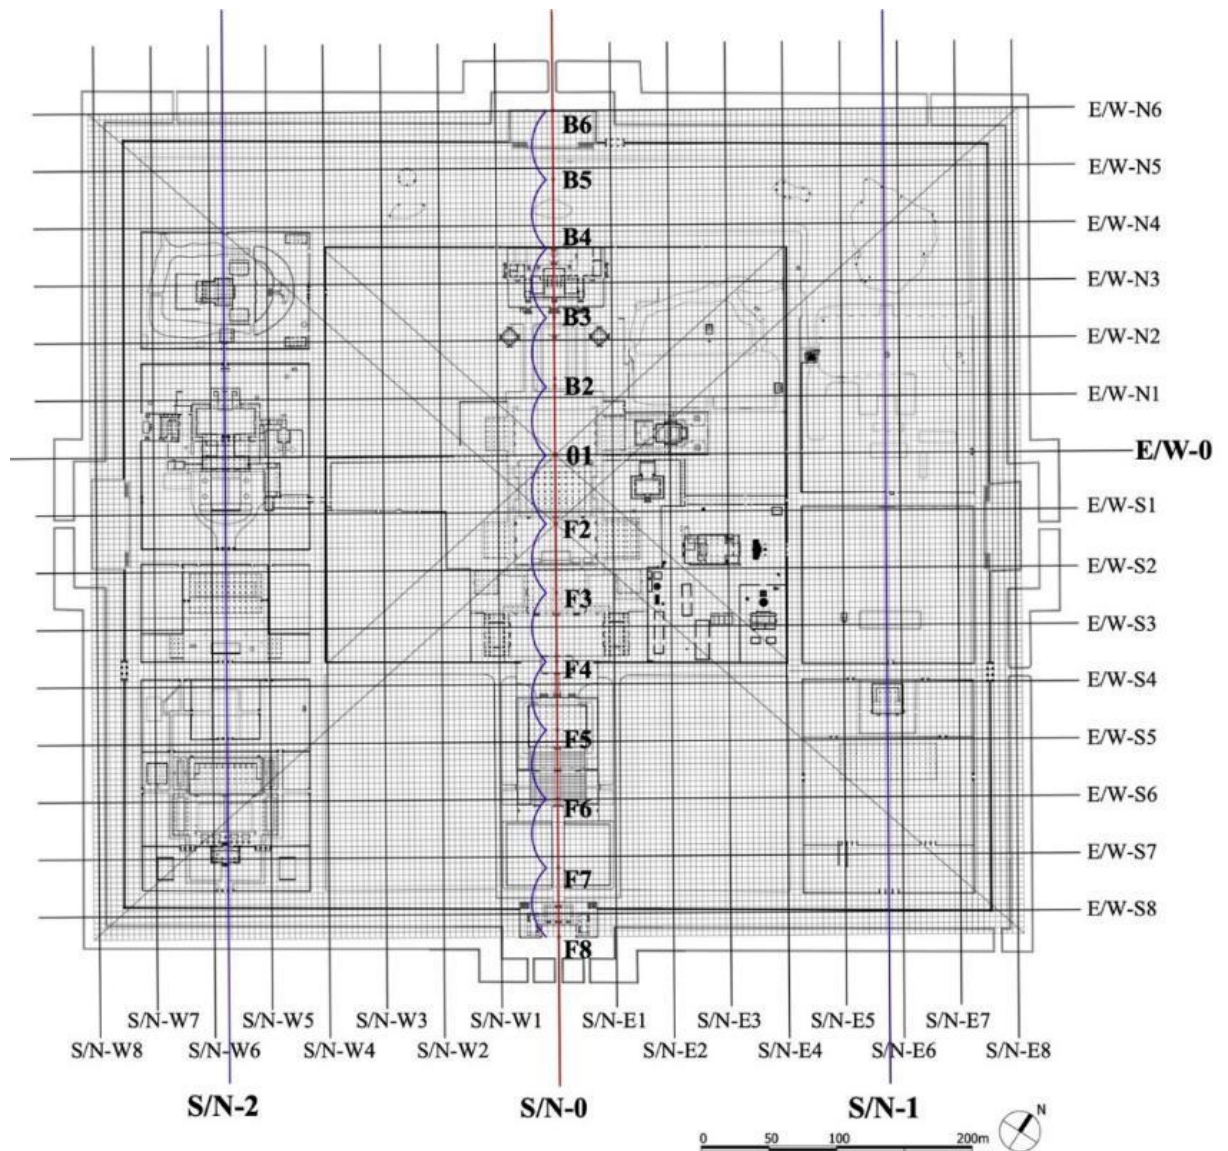 E/W-N6
B6
E/W-N5
B5
E/W-N4
B4
E/W-N3
B3
E/W-N2
B2
E/W-N1
01
E/W-0
E/W-S1
F2
E/W-S2
F3
E/W-S3
F4
E/W-S4
F5
E/W-S5
F6
E/W-S6
E/W-S7
F7
E/W-S8
F8
S/N-W7 S/N-W5 S/N-W3 S/N-W1 S/N-E1 S/N-E3 S/N-E5 S/N-E7
S/N-W8 S/N-W6 S/N-W4 S/N-W2 S/N-E2 S/N-E4 S/N-E6 S/N-E8
S/N-2 S/N-0 S/N-1
N
0 50 100 200m